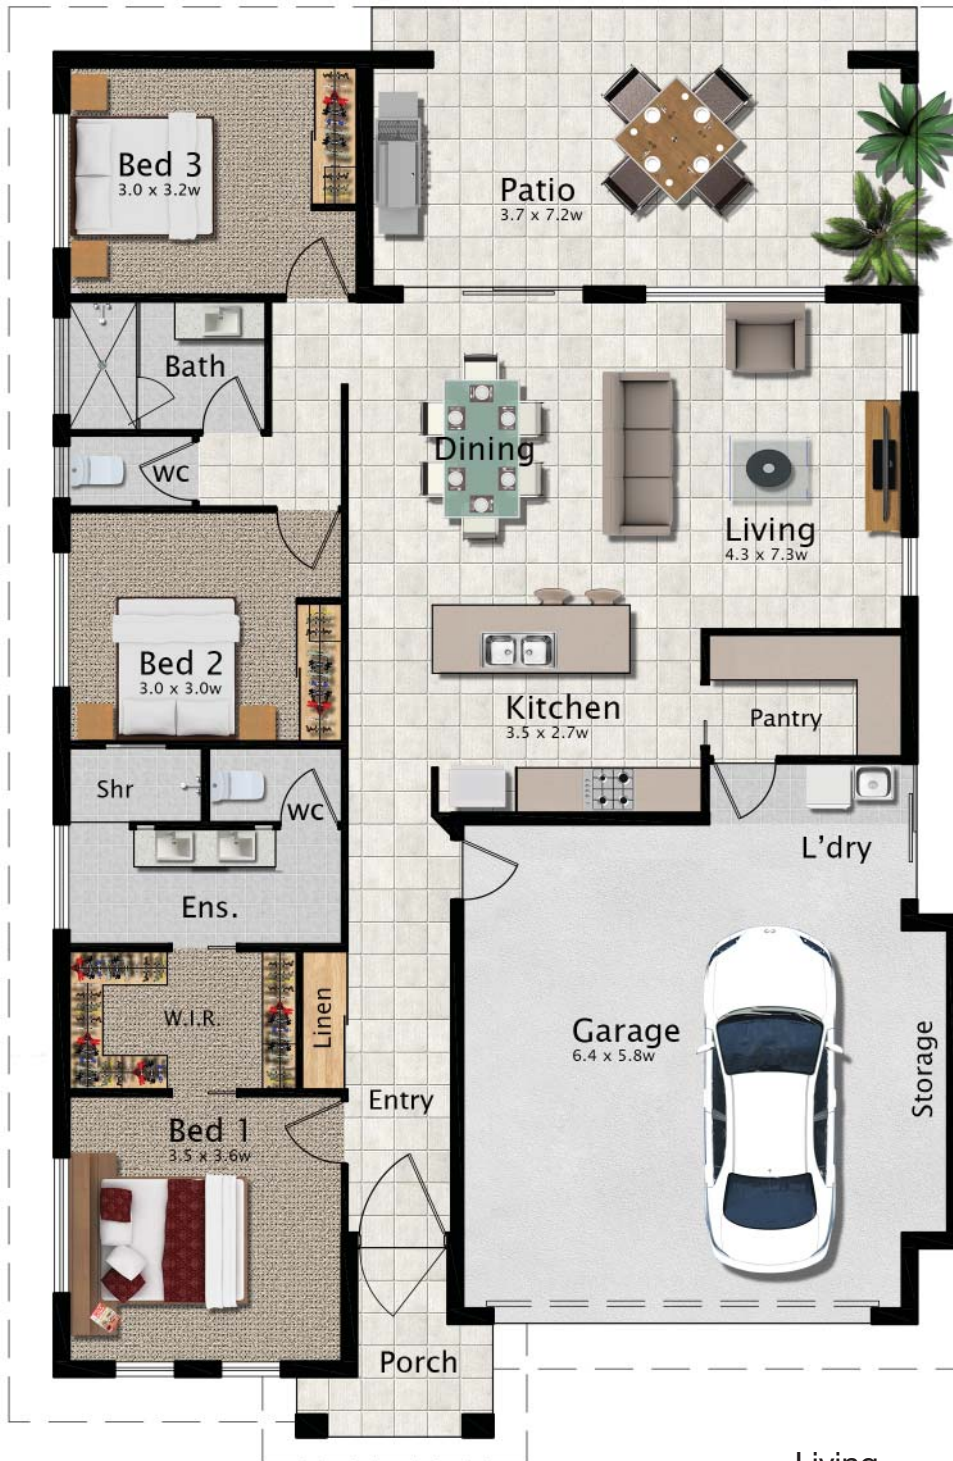 Bed 3
3.0 x 3.2w
Patio
3.7 x 7.2w
Bath
Dining
WC
Living
4.3 x 7.3w
Bed 2
3.0 x 3.0w
Kitchen
3.5 x 2.7w
Pantry
Shr
WC
L'dry
Ens.
W.I.R.
Linen
Garage
6.4 x 5.8w
Storage
Entry
Bed 1
3.5 x 3.6w
Porch
Living